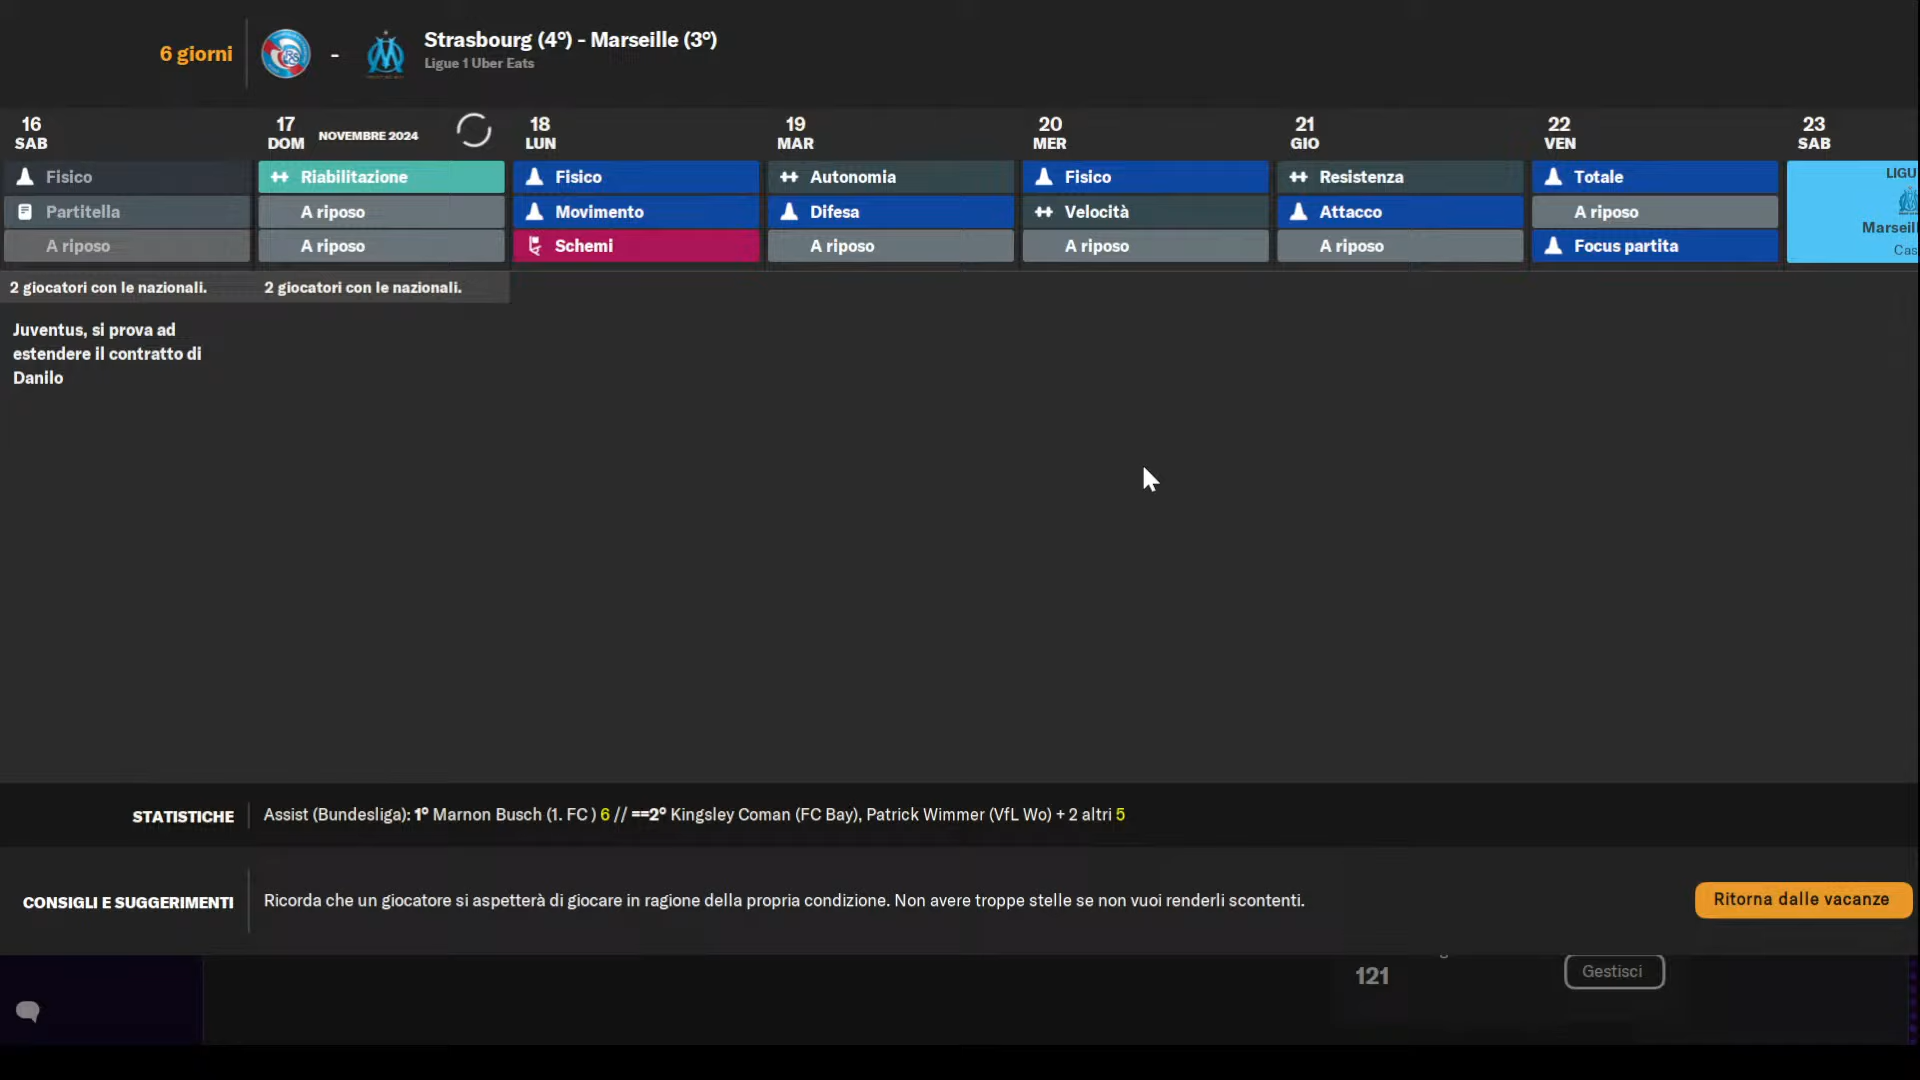 6 giorni
-
Strasbourg (4°) - Marseille (3°)
Ligue 1 Uber Eats
16
SAB
17
DOM
NOVEMBRE 2024
18
LUN
19
MAR
20
MER
21
GIO
22
VEN
23
SAB
Fisico
Partitella
A riposo
Riabilitazione
A riposo
A riposo
Fisico
Movimento
Schemi
Autonomia
Difesa
A riposo
Fisico
Velocità
A riposo
Resistenza
Attacco
A riposo
Totale
A riposo
Focus partita
LIGU
Marseill
Cas
2 giocatori con le nazionali.
2 giocatori con le nazionali.
Juventus, si prova ad
estendere il contratto di
Danilo
STATISTICHE
Assist (Bundesliga): 1° Marnon Busch (1. FC ) 6 // ==2° Kingsley Coman (FC Bay), Patrick Wimmer (VfL Wo) + 2 altri 5
CONSIGLI E SUGGERIMENTI
Ricorda che un giocatore si aspetterà di giocare in ragione della propria condizione. Non avere troppe stelle se non vuoi renderli scontenti.
Ritorna dalle vacanze
121
Gestisci